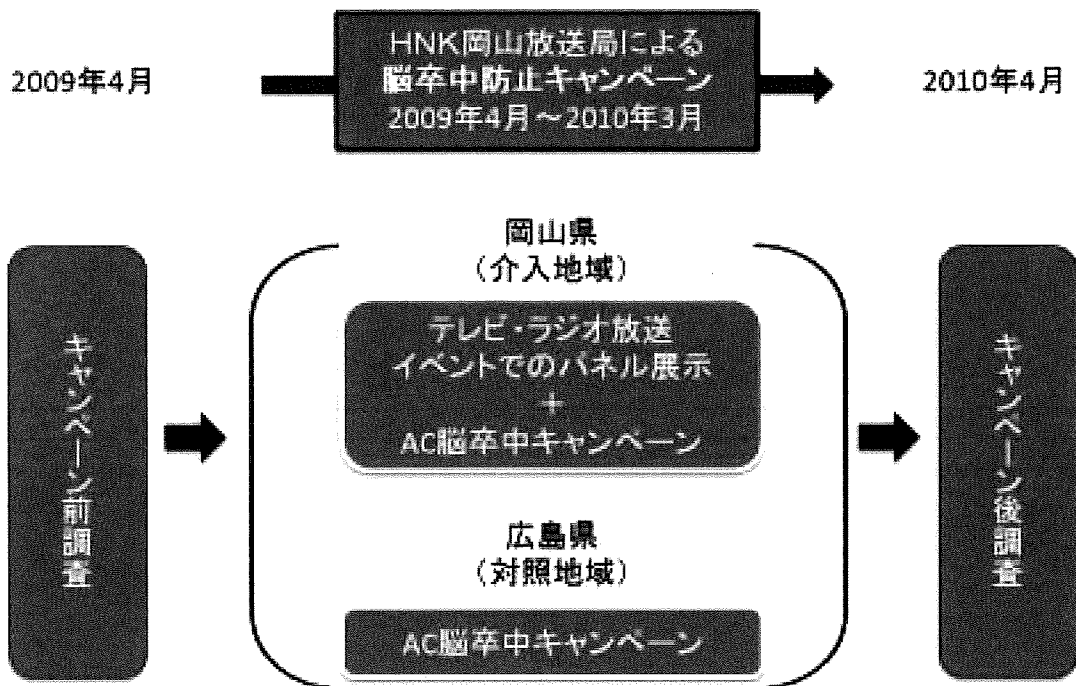 2009年4月
HNK岡山放送局による
脳卒中防止キャンペーン
2009年4月～2010年3月
2010年4月
キャンペーン前調査
岡山県
（介入地域）
テレビ・ラジオ放送
イベントでのパネル展示
＋
AC脳卒中キャンペーン
広島県
（対照地域）
AC脳卒中キャンペーン
キャンペーン後調査